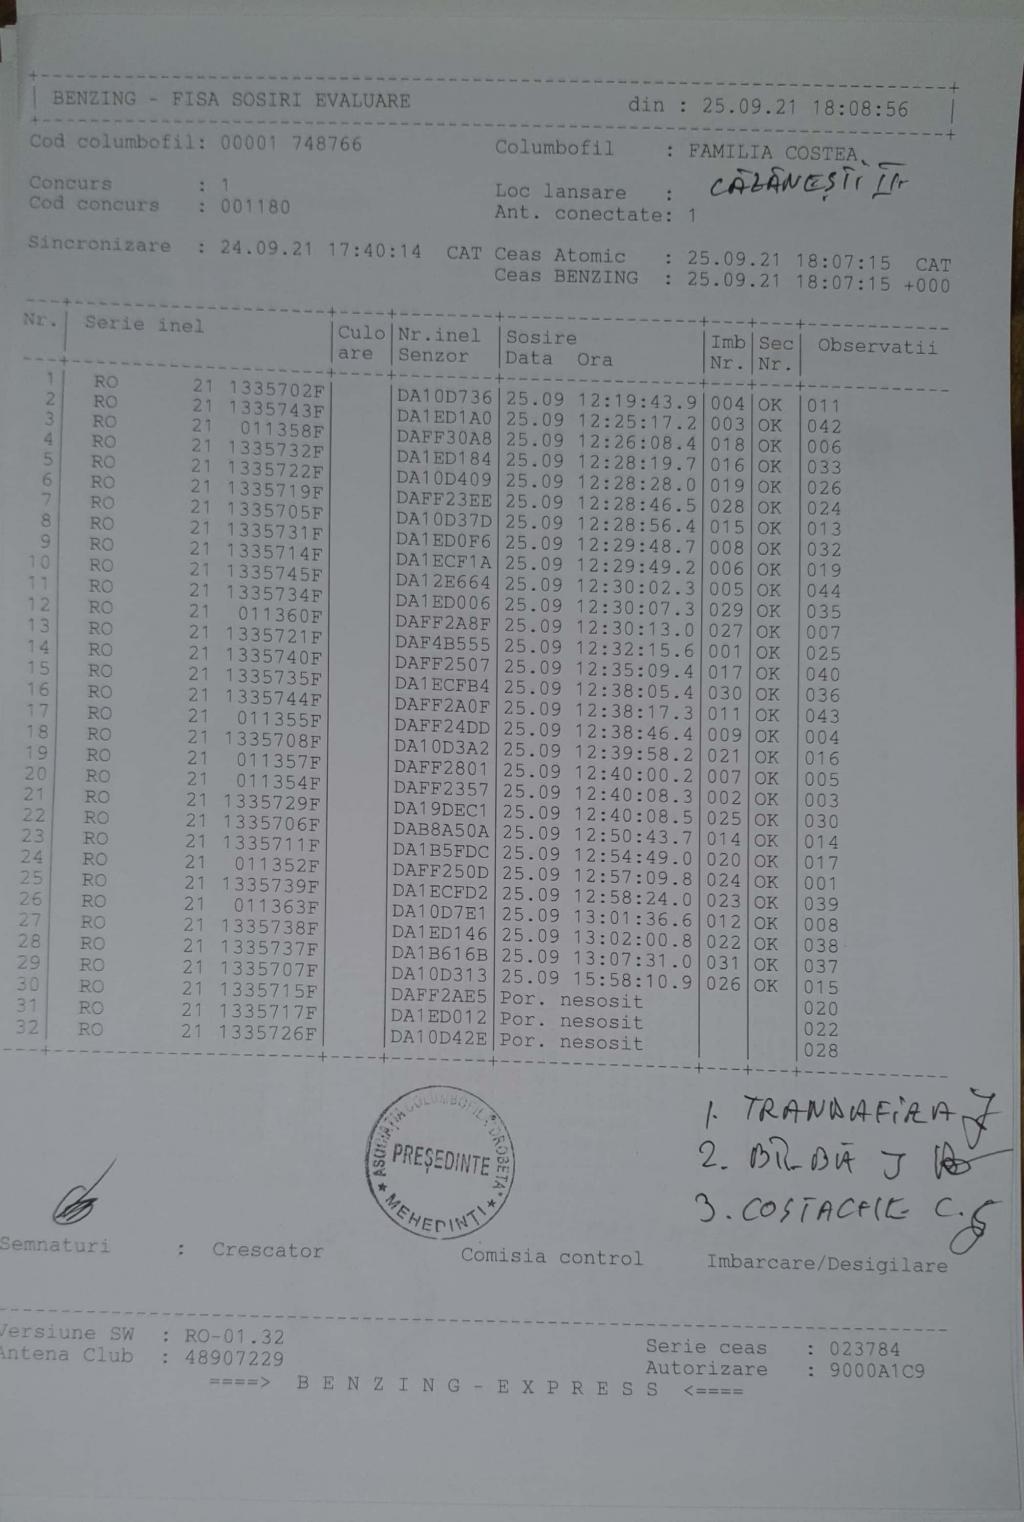 BENZING - FISA SOSIRI EVALUARE din : 25.09.21 18:08:56
Cod columbofil: 00001 748766 Columbofil : FAMILIA COSTEA
Concurs : 1 Loc lansare : CĂZĂNEȘTI
Cod concurs : 001180 Ant. conectate: 1
Sincronizare : 24.09.21 17:40:14 CAT Ceas Atomic : 25.09.21 18:07:15 CAT
Ceas BENZING : 25.09.21 18:07:15 +000
Nr. Serie inel Culo Nr.inel Sosire Imb Sec Observatii
are Senzor Data Ora Nr. Nr.
1 RO 21 1335702F DA10D736 25.09 12:19:43.9 004 OK 011
2 RO 21 1335743F DA1ED1A0 25.09 12:25:17.2 003 OK 042
3 RO 21 011358F DAFF30A8 25.09 12:26:08.4 018 OK 006
4 RO 21 1335732F DA1ED184 25.09 12:28:19.7 016 OK 033
5 RO 21 1335722F DA10D409 25.09 12:28:28.0 019 OK 026
6 RO 21 1335719F DAFF23EE 25.09 12:28:46.5 028 OK 024
7 RO 21 1335705F DA10D37D 25.09 12:28:56.4 015 OK 013
8 RO 21 1335731F DA1ED0F6 25.09 12:29:48.7 008 OK 032
9 RO 21 1335714F DA1ECF1A 25.09 12:29:49.2 006 OK 019
10 RO 21 1335745F DA12E664 25.09 12:30:02.3 005 OK 044
11 RO 21 1335734F DA1ED006 25.09 12:30:07.3 029 OK 035
12 RO 21 011360F DAFF2A8F 25.09 12:30:13.0 027 OK 007
13 RO 21 1335721F DAF4B555 25.09 12:32:15.6 001 OK 025
14 RO 21 1335740F DAFF2507 25.09 12:35:09.4 017 OK 040
15 RO 21 1335735F DA1ECFB4 25.09 12:38:05.4 030 OK 036
16 RO 21 1335744F DAFF2A0F 25.09 12:38:17.3 011 OK 043
17 RO 21 011355F DAFF24DD 25.09 12:38:46.4 009 OK 004
18 RO 21 1335708F DA10D3A2 25.09 12:39:58.2 021 OK 016
19 RO 21 011357F DAFF2801 25.09 12:40:00.2 007 OK 005
20 RO 21 011354F DAFF2357 25.09 12:40:08.3 002 OK 003
21 RO 21 1335729F DA19DEC1 25.09 12:40:08.5 025 OK 030
22 RO 21 1335706F DAB8A50A 25.09 12:50:43.7 014 OK 014
23 RO 21 1335711F DA1B5FDC 25.09 12:54:49.0 020 OK 017
24 RO 21 011352F DAFF250D 25.09 12:57:09.8 024 OK 001
25 RO 21 1335739F DA1ECFD2 25.09 12:58:24.0 023 OK 039
26 RO 21 011363F DA10D7E1 25.09 13:01:36.6 012 OK 008
27 RO 21 1335738F DA1ED146 25.09 13:02:00.8 022 OK 038
28 RO 21 1335737F DA1B616B 25.09 13:07:31.0 031 OK 037
29 RO 21 1335707F DA10D313 25.09 15:58:10.9 026 OK 015
30 RO 21 1335715F DAFF2AE5 Por. nesosit 020
31 RO 21 1335717F DA1ED012 Por. nesosit 022
32 RO 21 1335726F DA10D42E Por. nesosit 028
ASOCIAȚIA COLUMBOFILĂ "DROBETA"
PREȘEDINTE
MEHEDINȚI
1. TRANDAFIR A
2. BÎLBĂ J
3. COSTACHE C.
Semnaturi : Crescator Comisia control Imbarcare/Desigilare
Versiune SW : RO-01.32 Serie ceas : 023784
Antena Club : 48907229 Autorizare : 9000A1C9
====> B E N Z I N G - E X P R E S S <====